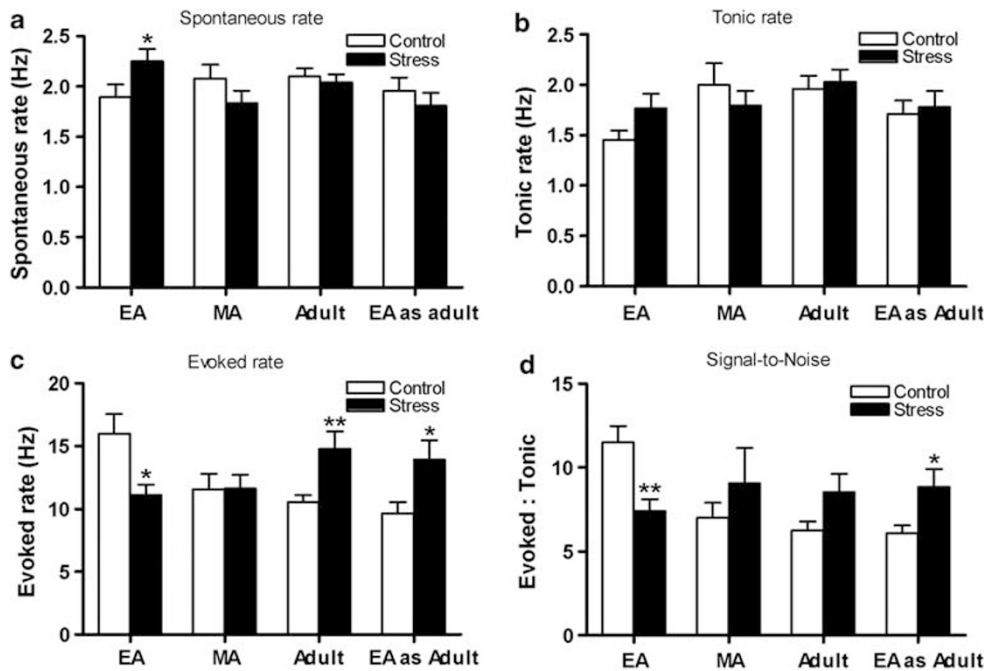 a
Spontaneous rate
Spontaneous rate (Hz)
2.5
2.0
1.5
1.0
0.5
0.0
*
Control
Stress
EA
MA
Adult
EA as adult
b
Tonic rate
Tonic rate (Hz)
2.5
2.0
1.5
1.0
0.5
0.0
Control
Stress
EA
MA
Adult
EA as Adult
c
Evoked rate
Evoked rate (Hz)
20
15
10
5
0
*
**
*
Control
Stress
EA
MA
Adult
EA as Adult
d
Signal-to-Noise
Evoked : Tonic
15
10
5
0
**
*
Control
Stress
EA
MA
Adult
EA as Adult